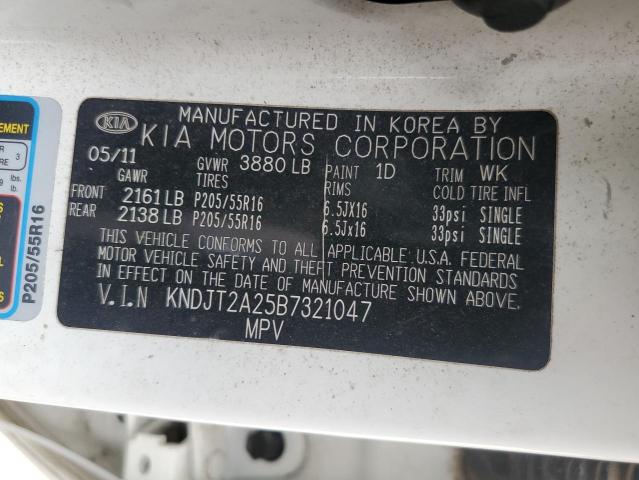 KIA MANUFACTURED IN KOREA BY
KIA MOTORS CORPORATION
05/11 GVWR 3880 LB PAINT 1D TRIM WK
GAWR TIRES RIMS COLD TIRE INFL
FRONT 2161 LB P205/55R16 6.5JX16 33psi SINGLE
REAR 2138 LB P205/55R16 6.5Jx16 33psi SINGLE
THIS VEHICLE CONFORMS TO ALL APPLICABLE U.S.A. FEDERAL
MOTOR VEHICLE SAFETY AND THEFT PREVENTION STANDARDS
IN EFFECT ON THE DATE OF MANUFACTURE SHOWN ABOVE
V.I.N KNDJT2A25B7321047
MPV
3
lbs.
lb.
P205/55R16